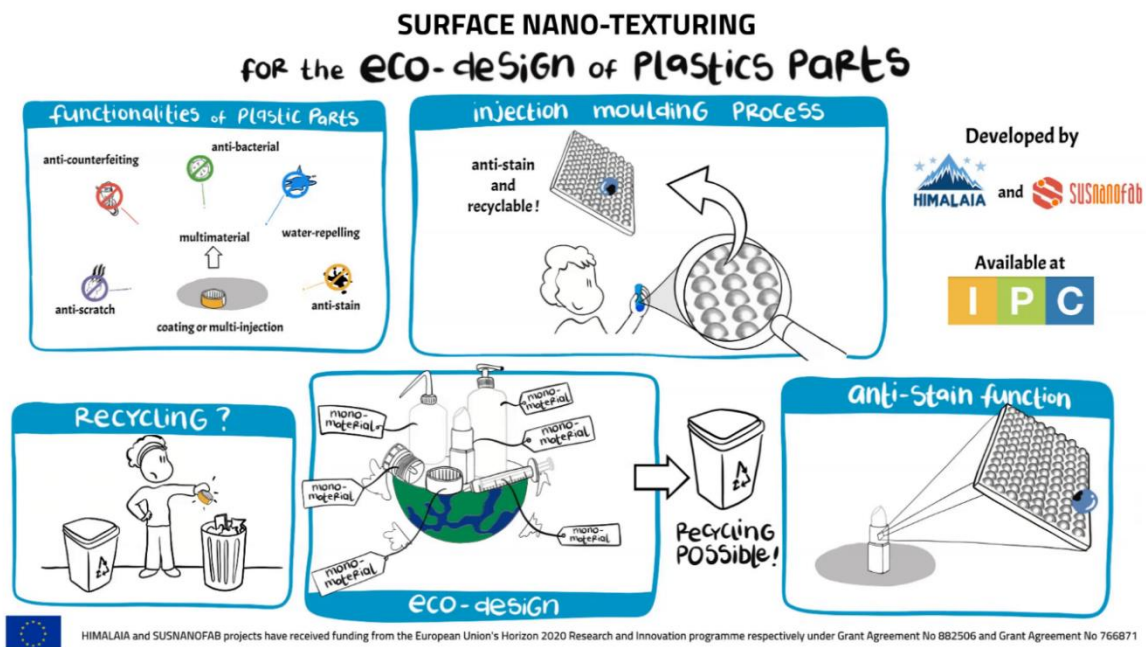 SURFACE NANO-TEXTURING
FOR the eco-design of Plastics Parts
functionalities of Plastic Parts
anti-counterfeiting
anti-bacterial
water-repelling
multimaterial
anti-scratch
anti-stain
coating or multi-injection
injection moulding Process
anti-stain
and
recyclable!
Developed by
HIMALAIA and SUSnanofab
Available at
IPC
Recycling?
mono-
material
mono-
material
mono-
material
mono-
material
mono-
material
mono-
material
eco-design
Recycling
Possible!
anti-Stain function
HIMALAIA and SUSNANOFAB projects have received funding from the European Union's Horizon 2020 Research and Innovation programme respectively under Grant Agreement No 882506 and Grant Agreement No 766871